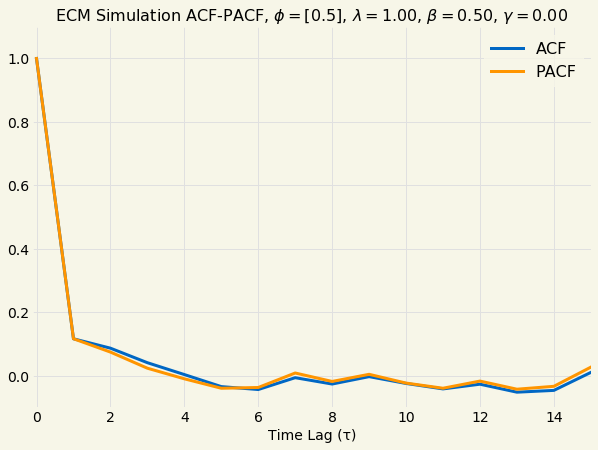 ECM Simulation ACF-PACF, ϕ = [0.5], λ = 1.00, β = 0.50, γ = 0.00
ACF
PACF
1.0
0.8
0.6
0.4
0.2
0.0
0 2 4 6 8 10 12 14
Time Lag (τ)